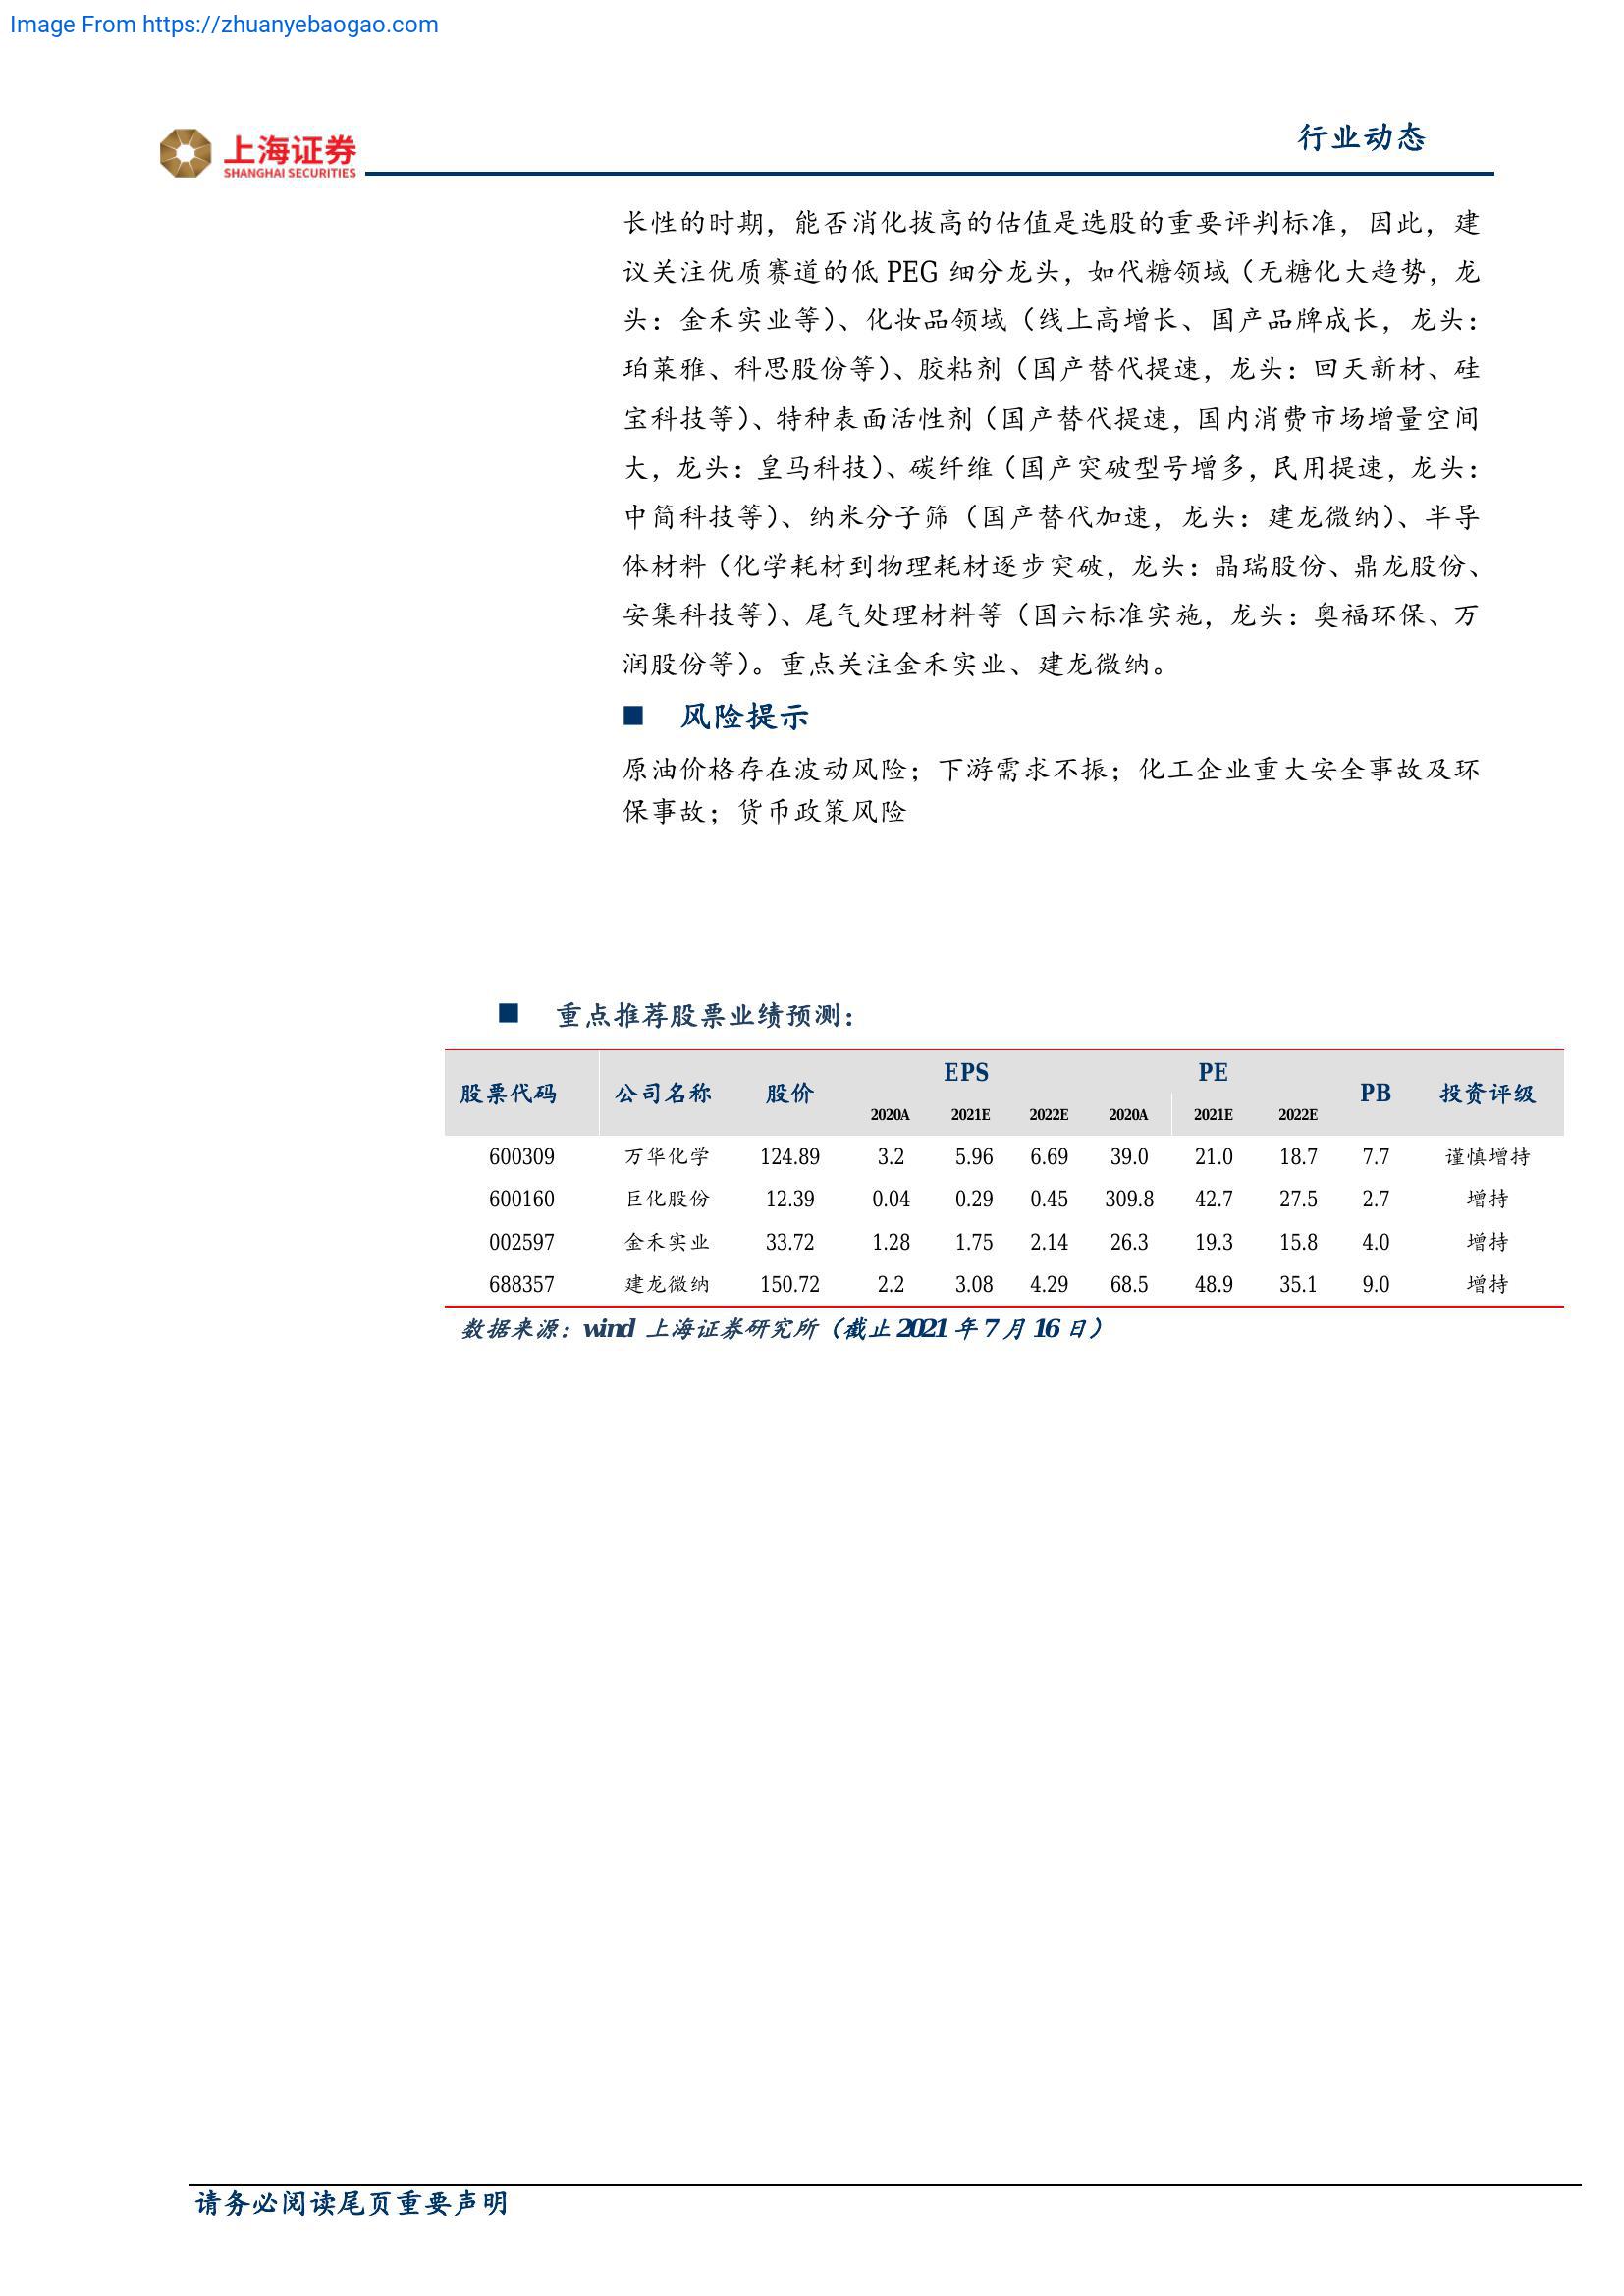 Image From https://zhuanyebaogao.com
上海证券
SHANGHAI SECURITIES
行业动态
长性的时期，能否消化拔高的估值是选股的重要评判标准，因此，建
议关注优质赛道的低 PEG 细分龙头，如代糖领域（无糖化大趋势，龙
头：金禾实业等）、化妆品领域（线上高增长、国产品牌成长，龙头：
珀莱雅、科思股份等）、胶粘剂（国产替代提速，龙头：回天新材、硅
宝科技等）、特种表面活性剂（国产替代提速，国内消费市场增量空间
大，龙头：皇马科技）、碳纤维（国产突破型号增多，民用提速，龙头：
中简科技等）、纳米分子筛（国产替代加速，龙头：建龙微纳）、半导
体材料（化学耗材到物理耗材逐步突破，龙头：晶瑞股份、鼎龙股份、
安集科技等）、尾气处理材料等（国六标准实施，龙头：奥福环保、万
润股份等）。重点关注金禾实业、建龙微纳。
■ 风险提示
原油价格存在波动风险；下游需求不振；化工企业重大安全事故及环
保事故；货币政策风险
■ 重点推荐股票业绩预测：
股票代码 公司名称 股价 EPS PE PB 投资评级
2020A 2021E 2022E 2020A 2021E 2022E
600309 万华化学 124.89 3.2 5.96 6.69 39.0 21.0 18.7 7.7 谨慎增持
600160 巨化股份 12.39 0.04 0.29 0.45 309.8 42.7 27.5 2.7 增持
002597 金禾实业 33.72 1.28 1.75 2.14 26.3 19.3 15.8 4.0 增持
688357 建龙微纳 150.72 2.2 3.08 4.29 68.5 48.9 35.1 9.0 增持
数据来源：wind 上海证券研究所（截止 2021 年 7 月 16 日）
请务必阅读尾页重要声明